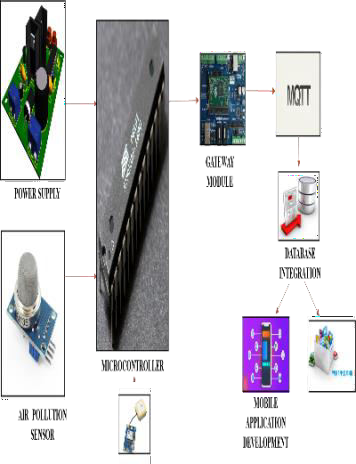 POWER SUPPLY
AIR POLLUTION
SENSOR
MICROCONTROLLER
GATEWAY
MODULE
MQTT
DATABASE
INTEGRATION
MOBILE
APPLICATION
DEVELOPMENT